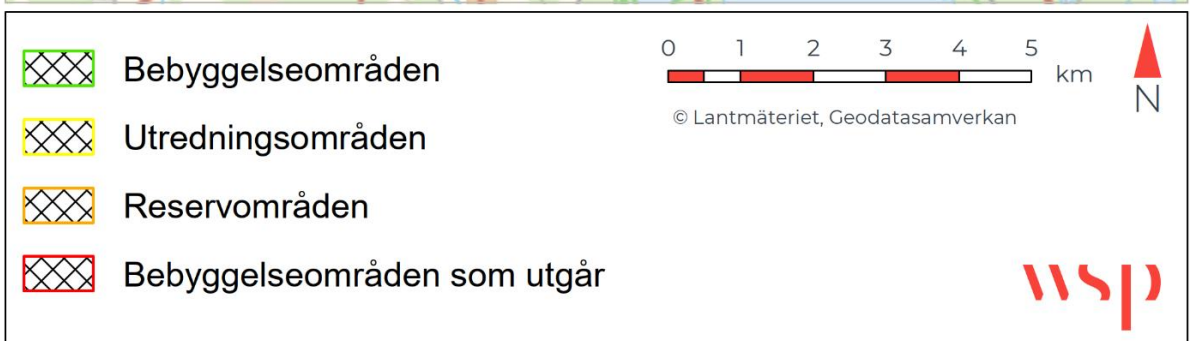 Bebyggelseområden
Utredningsområden
Reservområden
Bebyggelseområden som utgår
0 1 2 3 4 5
km
© Lantmäteriet, Geodatasamverkan
N
wsp